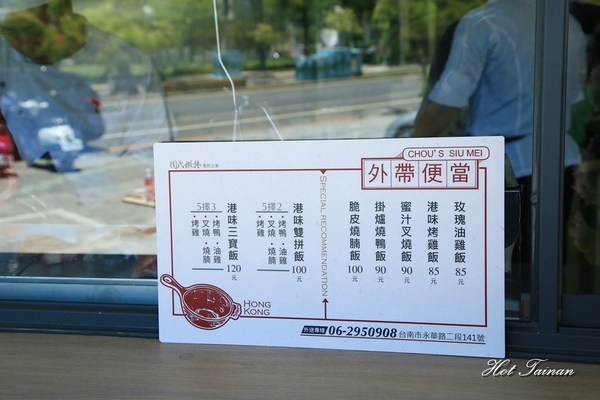 CHOU'S SIU MEI
外帶便當
玫瑰油雞飯 85元
港味烤雞飯 85元
蜜汁叉燒飯 90元
掛爐燒鴨飯 90元
脆皮燒腩飯 100元
SPECIAL RECOMMENDATION
港味雙拼飯 100元
5擇2
・烤鴨・油雞
・叉燒・燒腩
・烤雞
港味三寶飯 120元
5擇3
・烤鴨・油雞
・叉燒・燒腩
・烤雞
HONG
KONG
外送專線 06-2950908 台南市永華路二段141號
Hot Tainan